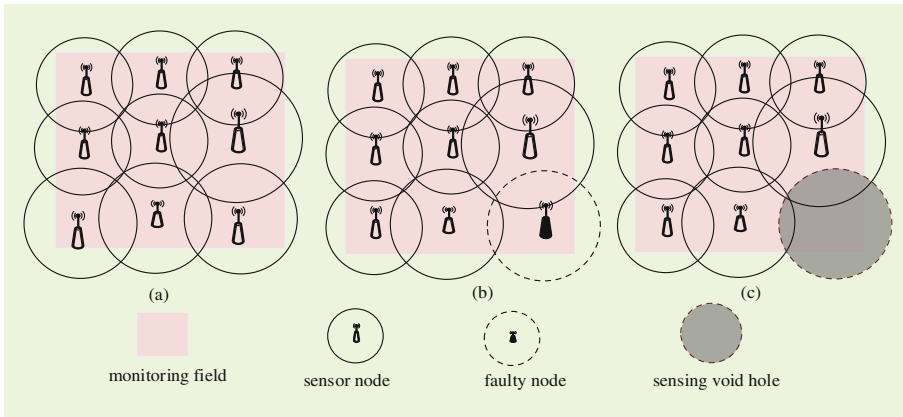 (a) (b) (c)
monitoring field sensor node faulty node sensing void hole